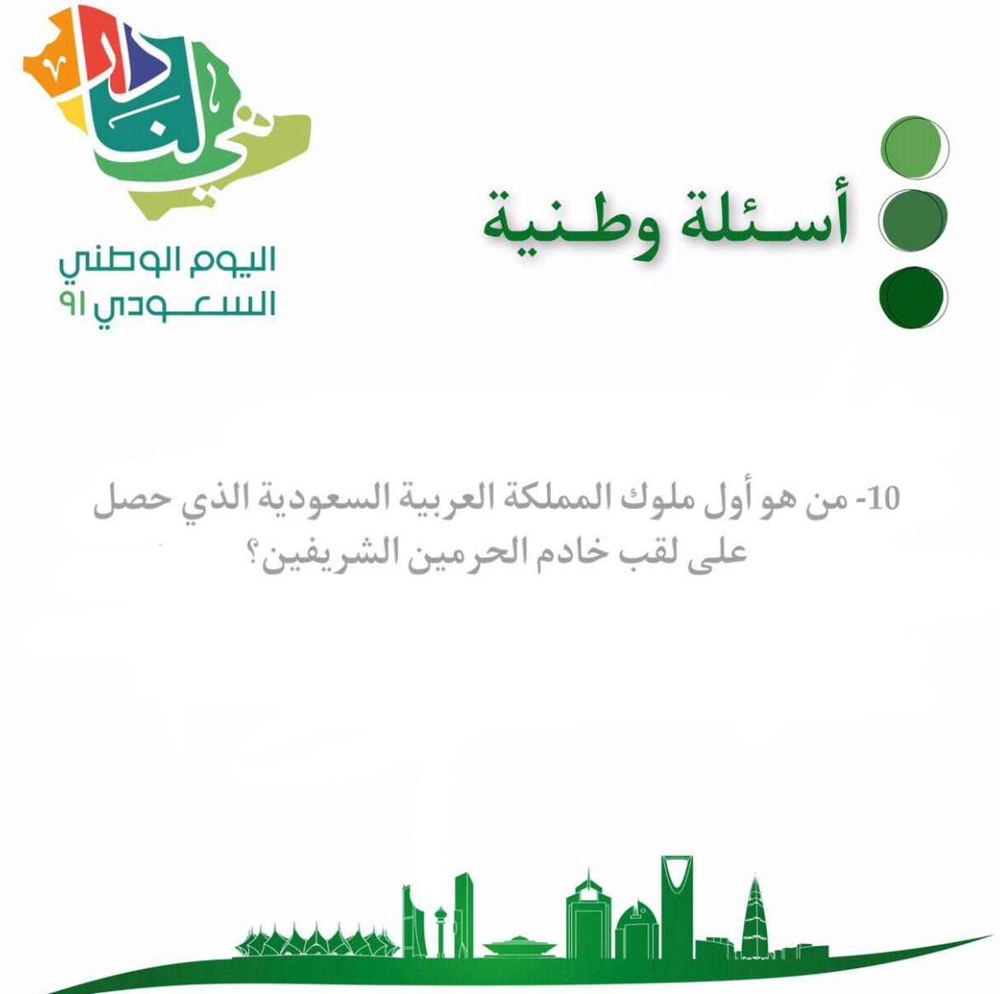 هي لنا دار
اليوم الوطني
السعودي ٩١
أسئلة وطنية
10- من هو أول ملوك المملكة العربية السعودية الذي حصل
على لقب خادم الحرمين الشريفين؟